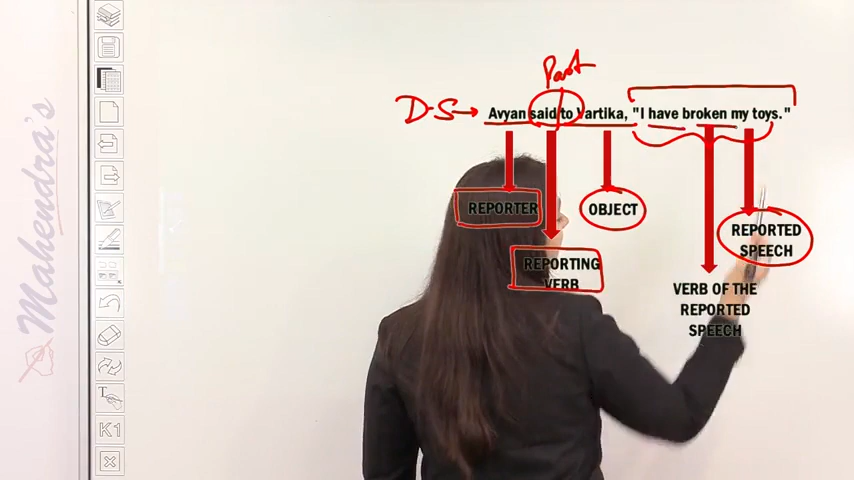 Mahendra's
Past
D-S→ Avyan said to Vartika, "I have broken my toys."
REPORTER
OBJECT
REPORTED
SPEECH
REPORTING
VERB
VERB OF THE
REPORTED
SPEECH
T
K1